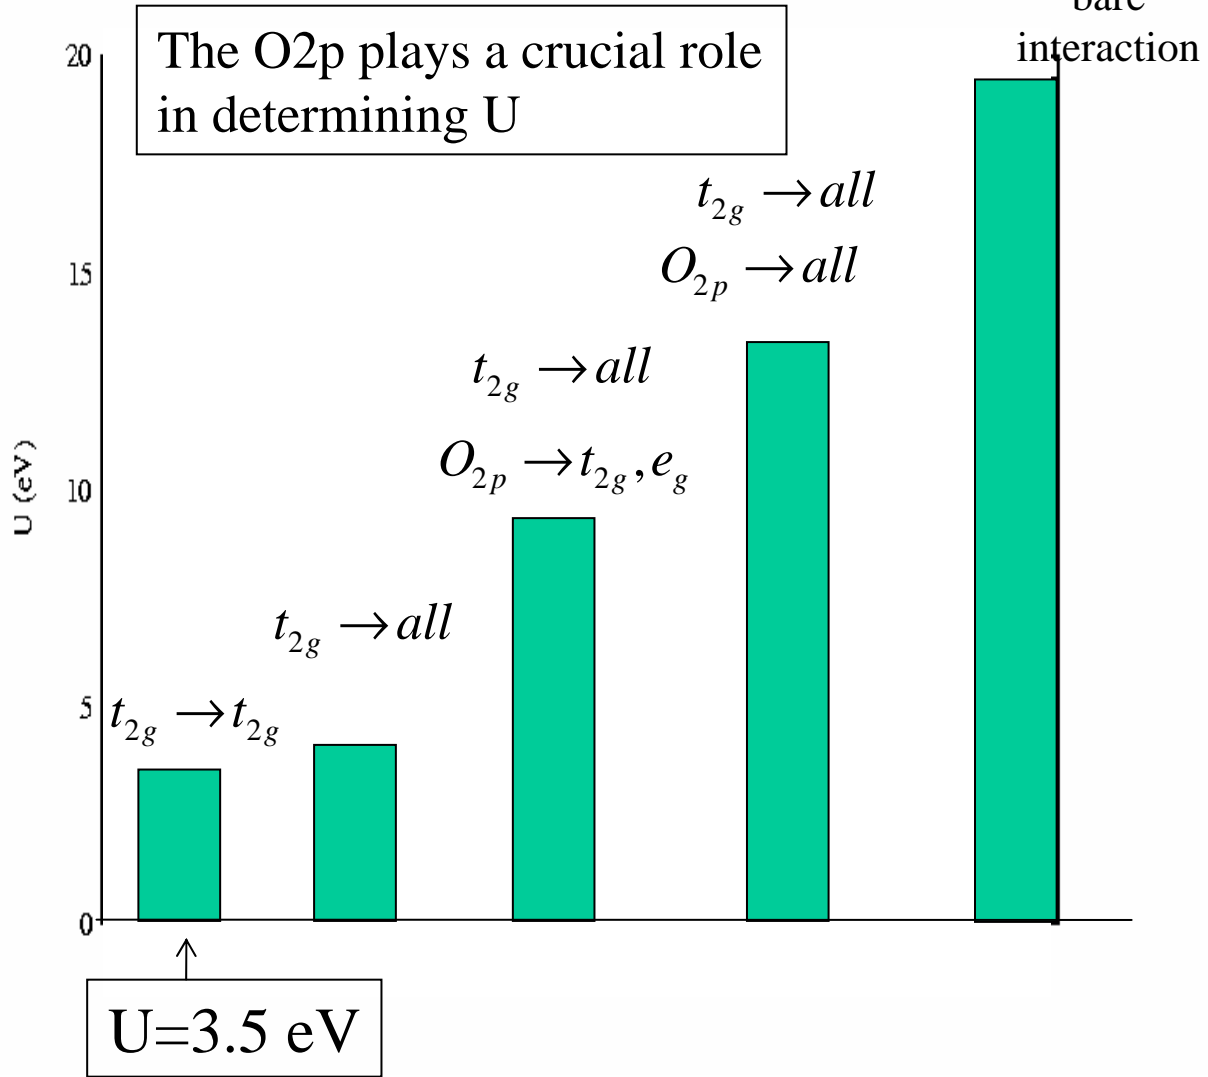 bare
interaction
The O2p plays a crucial role
in determining U
20
15
10
5
0
U (eV)
t₂g → all
O₂p → all
t₂g → all
O₂p → t₂g, eg
t₂g → all
t₂g → t₂g
U=3.5 eV